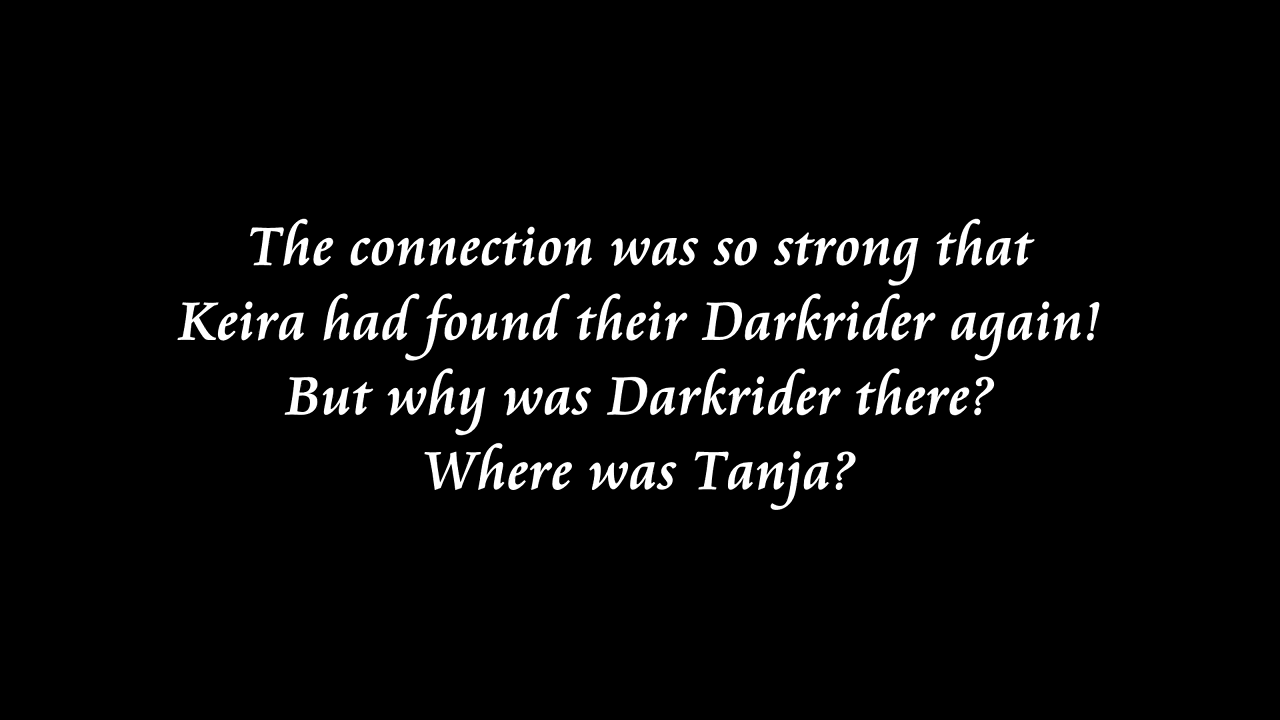 The connection was so strong that
Keira had found their Darkrider again!
But why was Darkrider there?
Where was Tanja?